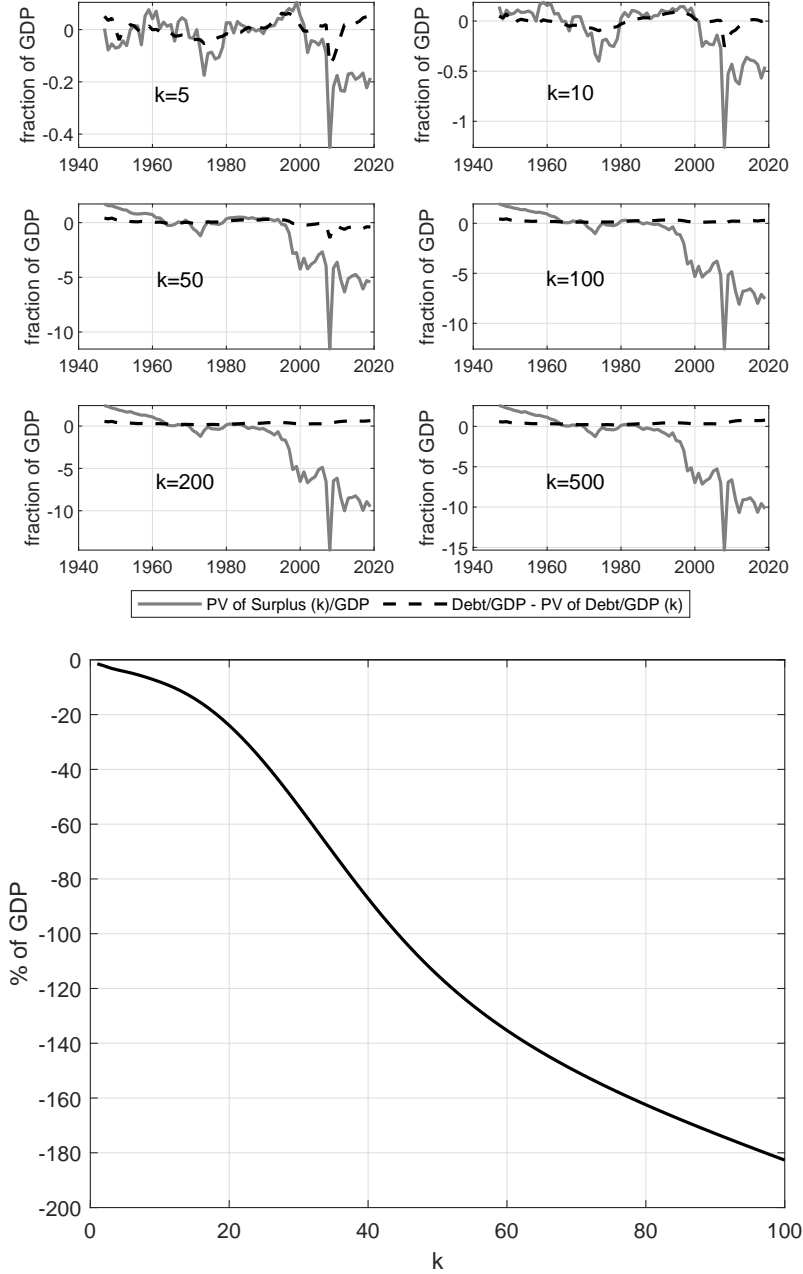 fraction of GDP
0
-0.2
-0.4
k=5
1940 1960 1980 2000 2020
fraction of GDP
0
-0.5
-1
k=10
1940 1960 1980 2000 2020
fraction of GDP
0
-5
-10
k=50
1940 1960 1980 2000 2020
fraction of GDP
0
-5
-10
k=100
1940 1960 1980 2000 2020
fraction of GDP
0
-5
-10
k=200
1940 1960 1980 2000 2020
fraction of GDP
0
-5
-10
-15
k=500
1940 1960 1980 2000 2020
PV of Surplus (k)/GDP Debt/GDP - PV of Debt/GDP (k)
% of GDP
0
-20
-40
-60
-80
-100
-120
-140
-160
-180
-200
0 20 40 60 80 100
k